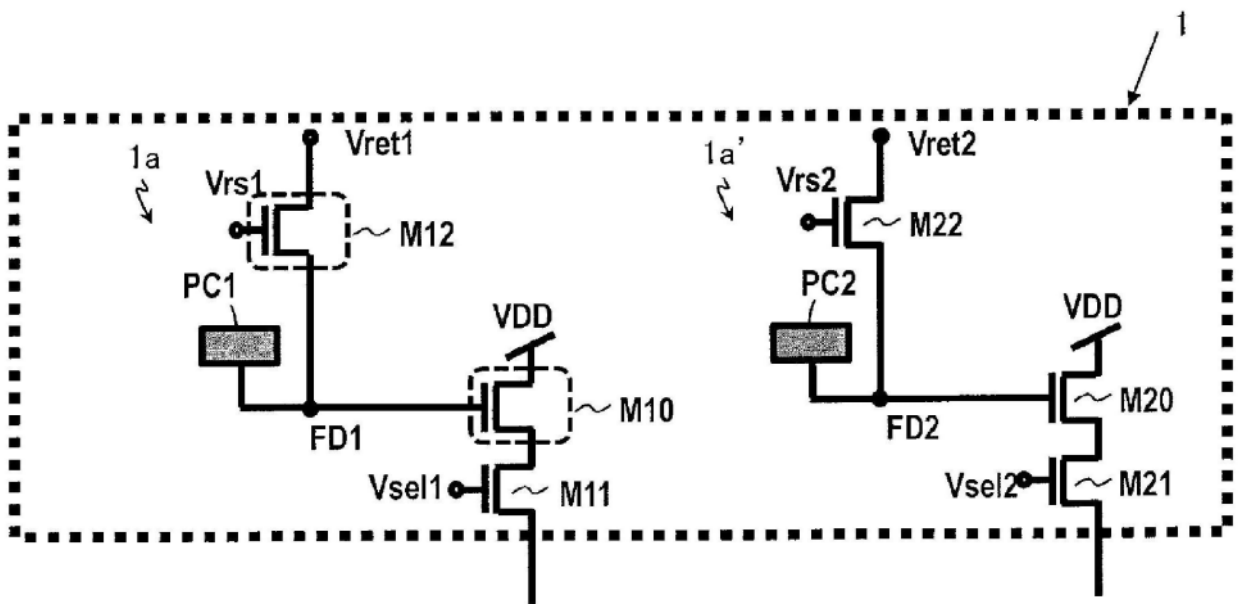 1
1a
Vret1
Vrs1
M12
PC1
VDD
M10
FD1
Vsel1
M11
1a'
Vret2
Vrs2
M22
PC2
VDD
M20
FD2
Vsel2
M21